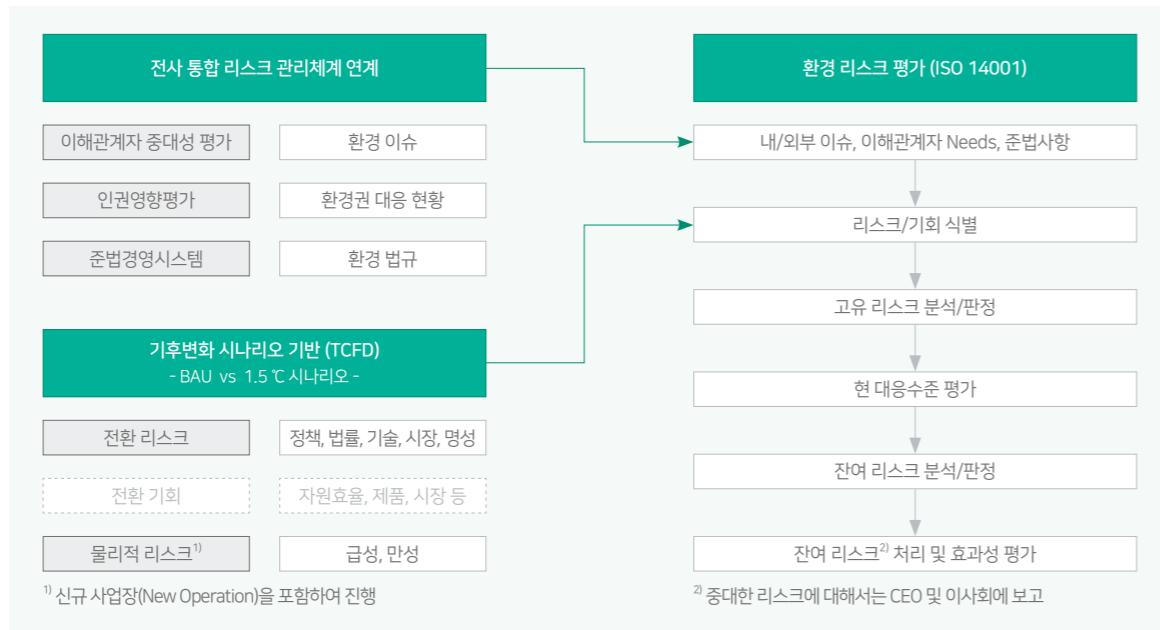 전사 통합 리스크 관리체계 연계
이해관계자 중대성 평가
환경 이슈
인권영향평가
환경권 대응 현황
준법경영시스템
환경 법규
기후변화 시나리오 기반 (TCFD)
- BAU vs 1.5 ℃ 시나리오 -
전환 리스크
정책, 법률, 기술, 시장, 명성
전환 기회
자원효율, 제품, 시장 등
물리적 리스크1)
급성, 만성
1) 신규 사업장(New Operation)을 포함하여 진행
환경 리스크 평가 (ISO 14001)
내/외부 이슈, 이해관계자 Needs, 준법사항
리스크/기회 식별
고유 리스크 분석/판정
현 대응수준 평가
잔여 리스크 분석/판정
잔여 리스크2) 처리 및 효과성 평가
2) 중대한 리스크에 대해서는 CEO 및 이사회에 보고